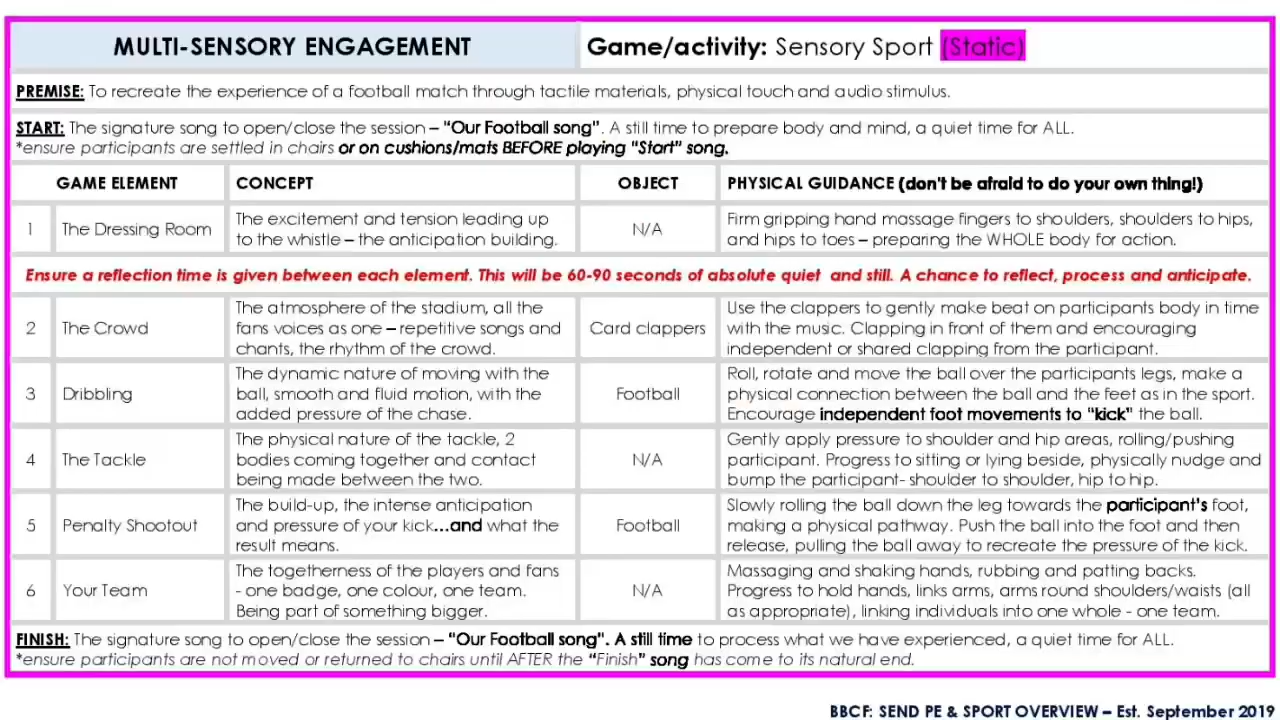 MULTI-SENSORY ENGAGEMENT
Game/activity: Sensory Sport (Static)
PREMISE: To recreate the experience of a football match through tactile materials, physical touch and audio stimulus.
START: The signature song to open/close the session – "Our Football song". A still time to prepare body and mind, a quiet time for ALL.
*ensure participants are settled in chairs or on cushions/mats BEFORE playing "Start" song.
GAME ELEMENT
CONCEPT
OBJECT
PHYSICAL GUIDANCE (don't be afraid to do your own thing!)
1
The Dressing Room
The excitement and tension leading up
to the whistle – the anticipation building.
N/A
Firm gripping hand massage fingers to shoulders, shoulders to hips,
and hips to toes – preparing the WHOLE body for action.
Ensure a reflection time is given between each element. This will be 60-90 seconds of absolute quiet and still. A chance to reflect, process and anticipate.
2
The Crowd
The atmosphere of the stadium, all the
fans voices as one – repetitive songs and
chants, the rhythm of the crowd.
Card clappers
Use the clappers to gently make beat on participants body in time
with the music. Clapping in front of them and encouraging
independent or shared clapping from the participant.
3
Dribbling
The dynamic nature of moving with the
ball, smooth and fluid motion, with the
added pressure of the chase.
Football
Roll, rotate and move the ball over the participants legs, make a
physical connection between the ball and the feet as in the sport.
Encourage independent foot movements to "kick" the ball.
4
The Tackle
The physical nature of the tackle, 2
bodies coming together and contact
being made between the two.
N/A
Gently apply pressure to shoulder and hip areas, rolling/pushing
participant. Progress to sitting or lying beside, physically nudge and
bump the participant- shoulder to shoulder, hip to hip.
5
Penalty Shootout
The build-up, the intense anticipation
and pressure of your kick...and what the
result means.
Football
Slowly rolling the ball down the leg towards the participant's foot,
making a physical pathway. Push the ball into the foot and then
release, pulling the ball away to recreate the pressure of the kick.
6
Your Team
The togetherness of the players and fans
- one badge, one colour, one team.
Being part of something bigger.
N/A
Massaging and shaking hands, rubbing and patting backs.
Progress to hold hands, links arms, arms round shoulders/waists (all
as appropriate), linking individuals into one whole - one team.
FINISH: The signature song to open/close the session – "Our Football song". A still time to process what we have experienced, a quiet time for ALL.
*ensure participants are not moved or returned to chairs until AFTER the "Finish" song has come to its natural end.
BBCF: SEND PE & SPORT OVERVIEW – Est. September 2019